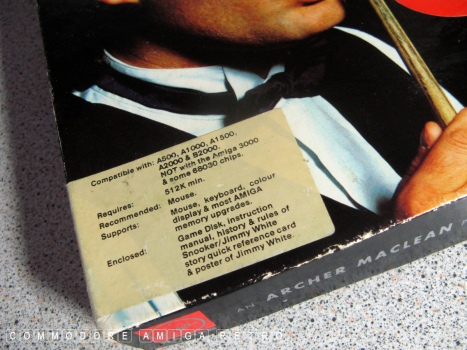 Compatible with: A500, A1000, A1500,
A2000 & B2000.
NOT with the Amiga 3000
& some 68030 chips.
512K min.
Requires: Mouse.
Recommended: Mouse, keyboard, colour
display & most AMIGA
Supports: memory upgrades.
Enclosed: Game Disk, instruction
manual, history & rules of
Snooker/Jimmy White
story quick reference card
& poster of Jimmy White
AN ARCHER MACLEAN
COMMODORE AMIGA RETRO